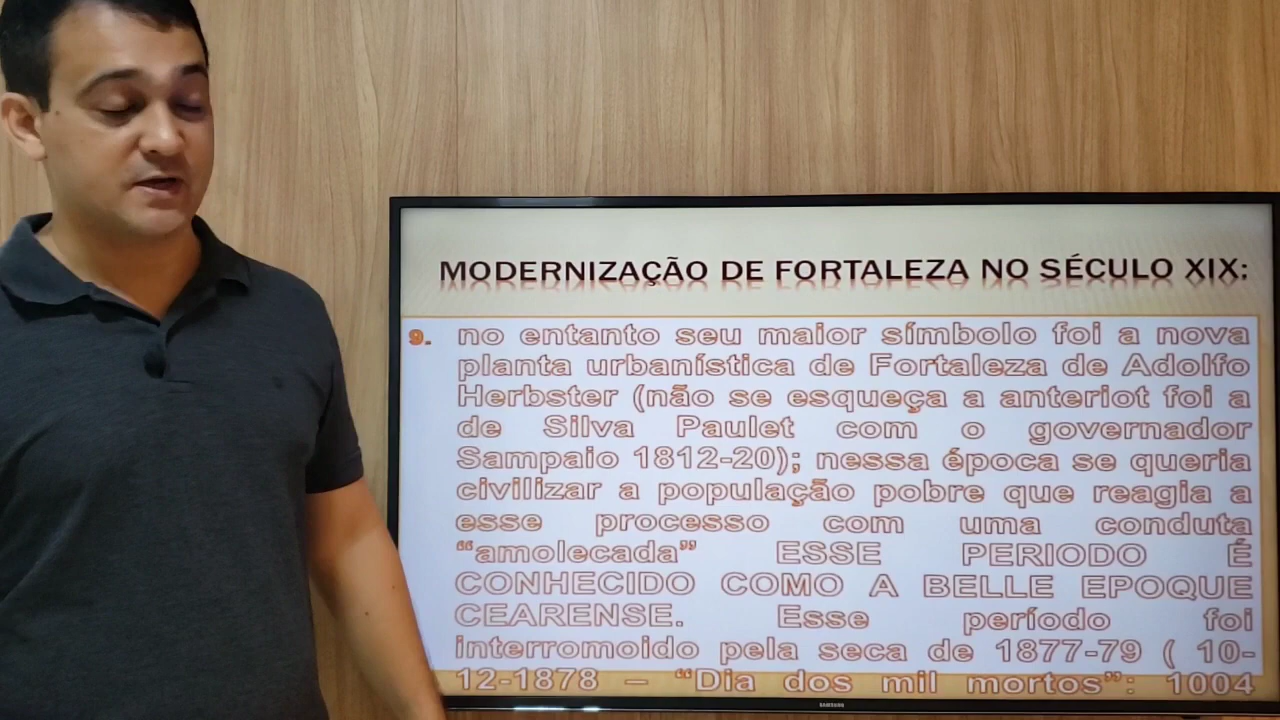 MODERNIZAÇÃO DE FORTALEZA NO SÉCULO XIX:
9. no entanto seu maior símbolo foi a nova
planta urbanística de Fortaleza de Adolfo
Herbster (não se esqueça a anteriot foi a
de Silva Paulet com o governador
Sampaio 1812-20); nessa época se queria
civilizar a população pobre que reagia a
esse processo com uma conduta
“amolecada” ESSE PERIODO É
CONHECIDO COMO A BELLE EPOQUE
CEARENSE. Esse período foi
interromoido pela seca de 1877-79 ( 10-
12-1878 – “Dia dos mil mortos”: 1004
SAMSUNG